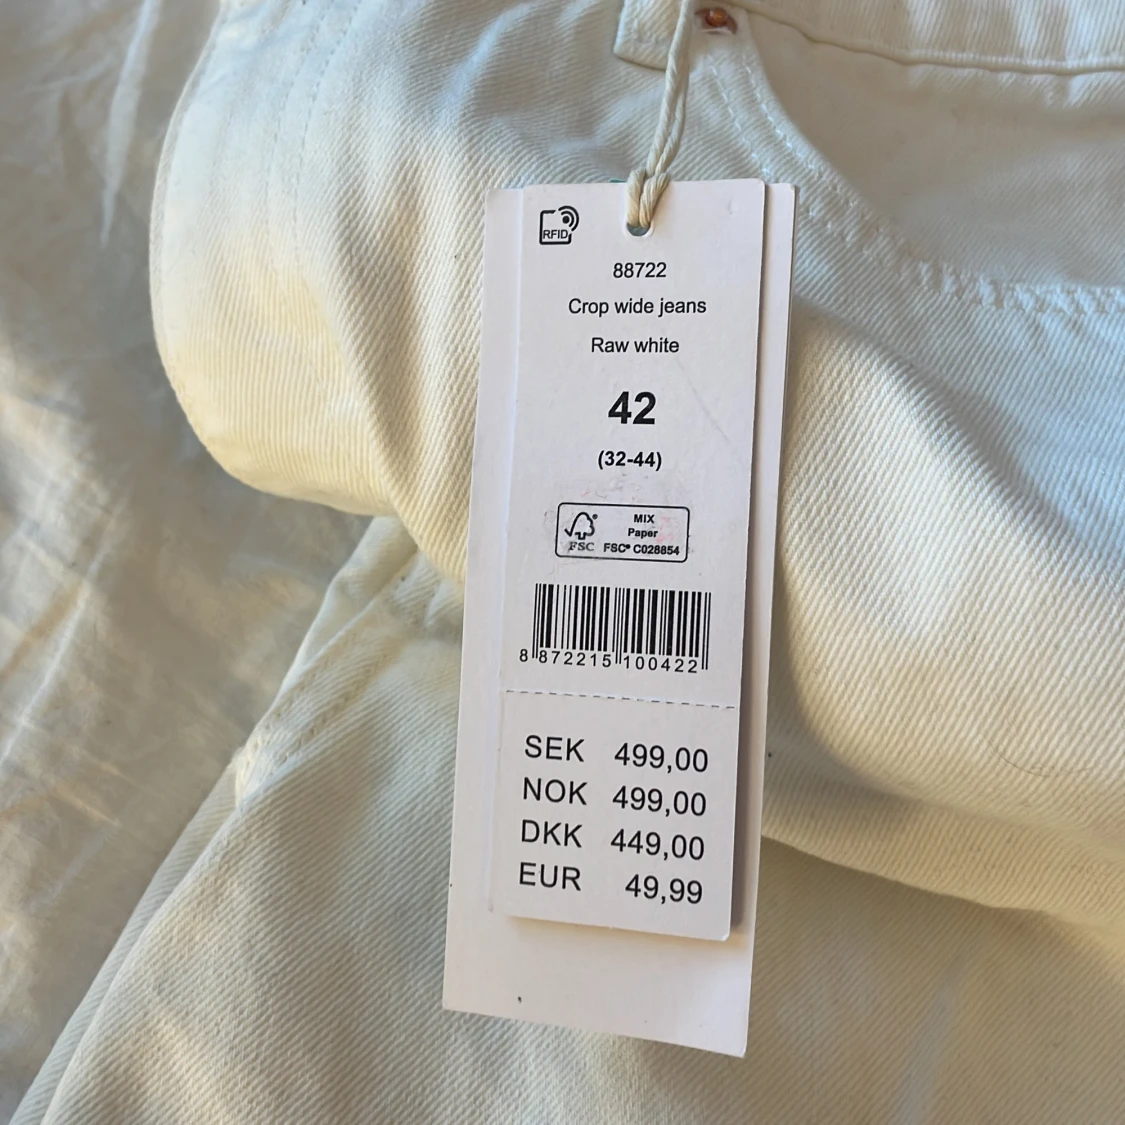 RFID
88722
Crop wide jeans
Raw white
42
(32-44)
FSC
MIX
Paper
FSC® C028854
8 872215 100422
SEK 499,00
NOK 499,00
DKK 449,00
EUR 49,99